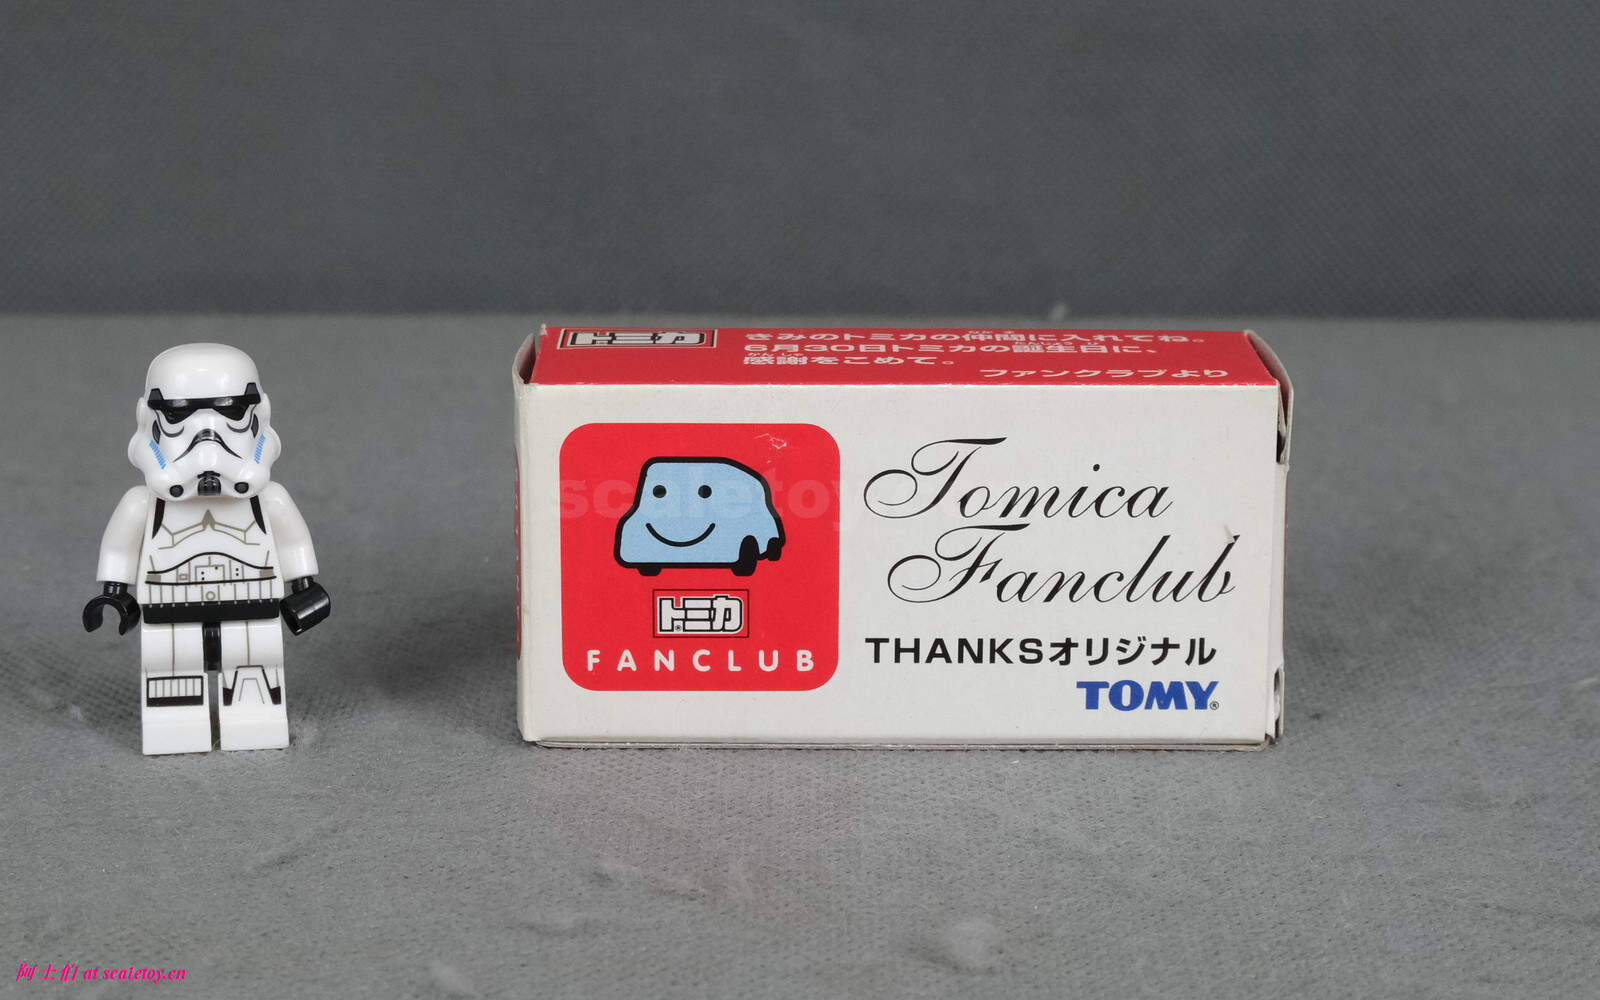 トミカ
きみのトミカの仲間に入れてね。
6月30日トミカの誕生日に、
感謝をこめて。
ファンクラブより
scaletoy
Tomica
Fanclub
トミカ
FANCLUB
THANKSオリジナル
TOMY®
at scaletoy.cn